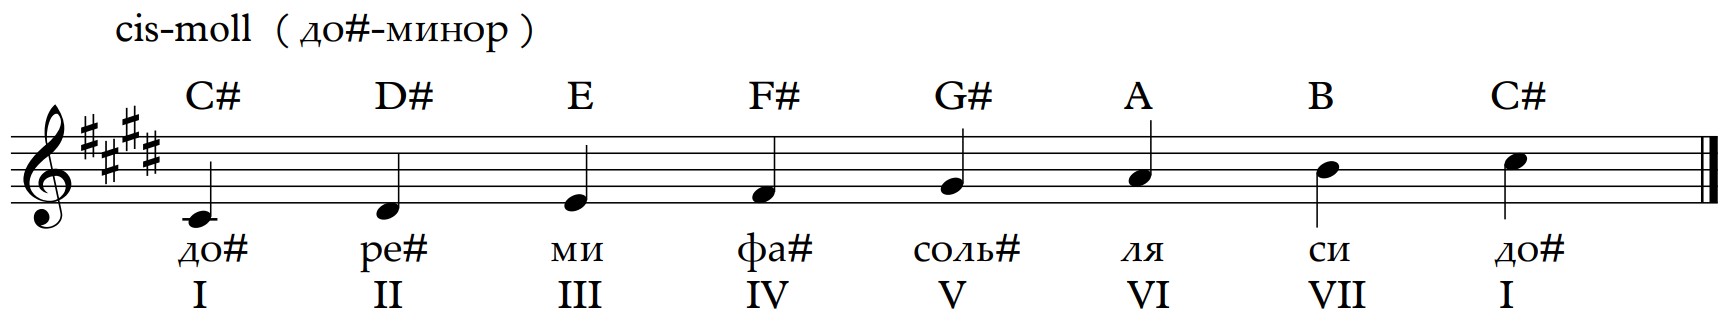 cis-moll ( до#-минор )
C# D# E F# G# A B C#
до# ре# ми фа# соль# ля си до#
I II III IV V VI VII I